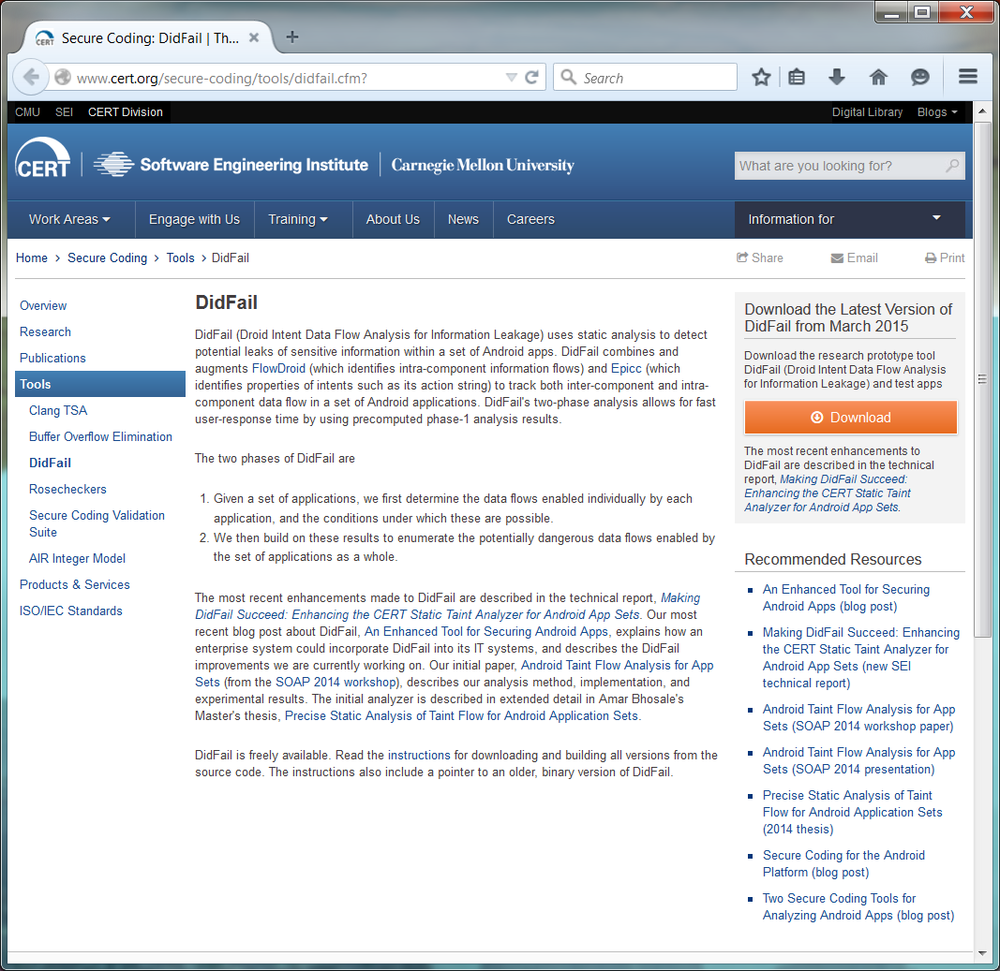 CERT Secure Coding: DidFail | Th...
www.cert.org/secure-coding/tools/didfail.cfm?
Search
CMU SEI CERT Division
Digital Library Blogs
CERT Software Engineering Institute Carnegie Mellon University
What are you looking for?
Work Areas Engage with Us Training About Us News Careers
Information for
Home > Secure Coding > Tools > DidFail
Share Email Print
Overview
Research
Publications
Tools
Clang TSA
Buffer Overflow Elimination
DidFail
Rosecheckers
Secure Coding Validation
Suite
AIR Integer Model
Products & Services
ISO/IEC Standards
DidFail
DidFail (Droid Intent Data Flow Analysis for Information Leakage) uses static analysis to detect
potential leaks of sensitive information within a set of Android apps. DidFail combines and
augments FlowDroid (which identifies intra-component information flows) and Epicc (which
identifies properties of intents such as its action string) to track both inter-component and intra-
component data flow in a set of Android applications. DidFail's two-phase analysis allows for fast
user-response time by using precomputed phase-1 analysis results.
The two phases of DidFail are
1. Given a set of applications, we first determine the data flows enabled individually by each
application, and the conditions under which these are possible.
2. We then build on these results to enumerate the potentially dangerous data flows enabled by
the set of applications as a whole.
The most recent enhancements made to DidFail are described in the technical report, Making
DidFail Succeed: Enhancing the CERT Static Taint Analyzer for Android App Sets. Our most
recent blog post about DidFail, An Enhanced Tool for Securing Android Apps, explains how an
enterprise system could incorporate DidFail into its IT systems, and describes the DidFail
improvements we are currently working on. Our initial paper, Android Taint Flow Analysis for App
Sets (from the SOAP 2014 workshop), describes our analysis method, implementation, and
experimental results. The initial analyzer is described in extended detail in Amar Bhosale's
Master's thesis, Precise Static Analysis of Taint Flow for Android Application Sets.
DidFail is freely available. Read the instructions for downloading and building all versions from the
source code. The instructions also include a pointer to an older, binary version of DidFail.
Download the Latest Version of
DidFail from March 2015
Download the research prototype tool
DidFail (Droid Intent Data Flow Analysis
for Information Leakage) and test apps
Download
The most recent enhancements to
DidFail are described in the technical
report, Making DidFail Succeed:
Enhancing the CERT Static Taint
Analyzer for Android App Sets.
Recommended Resources
An Enhanced Tool for Securing
Android Apps (blog post)
Making DidFail Succeed: Enhancing
the CERT Static Taint Analyzer for
Android App Sets (new SEI
technical report)
Android Taint Flow Analysis for App
Sets (SOAP 2014 workshop paper)
Android Taint Flow Analysis for App
Sets (SOAP 2014 presentation)
Precise Static Analysis of Taint
Flow for Android Application Sets
(2014 thesis)
Secure Coding for the Android
Platform (blog post)
Two Secure Coding Tools for
Analyzing Android Apps (blog post)